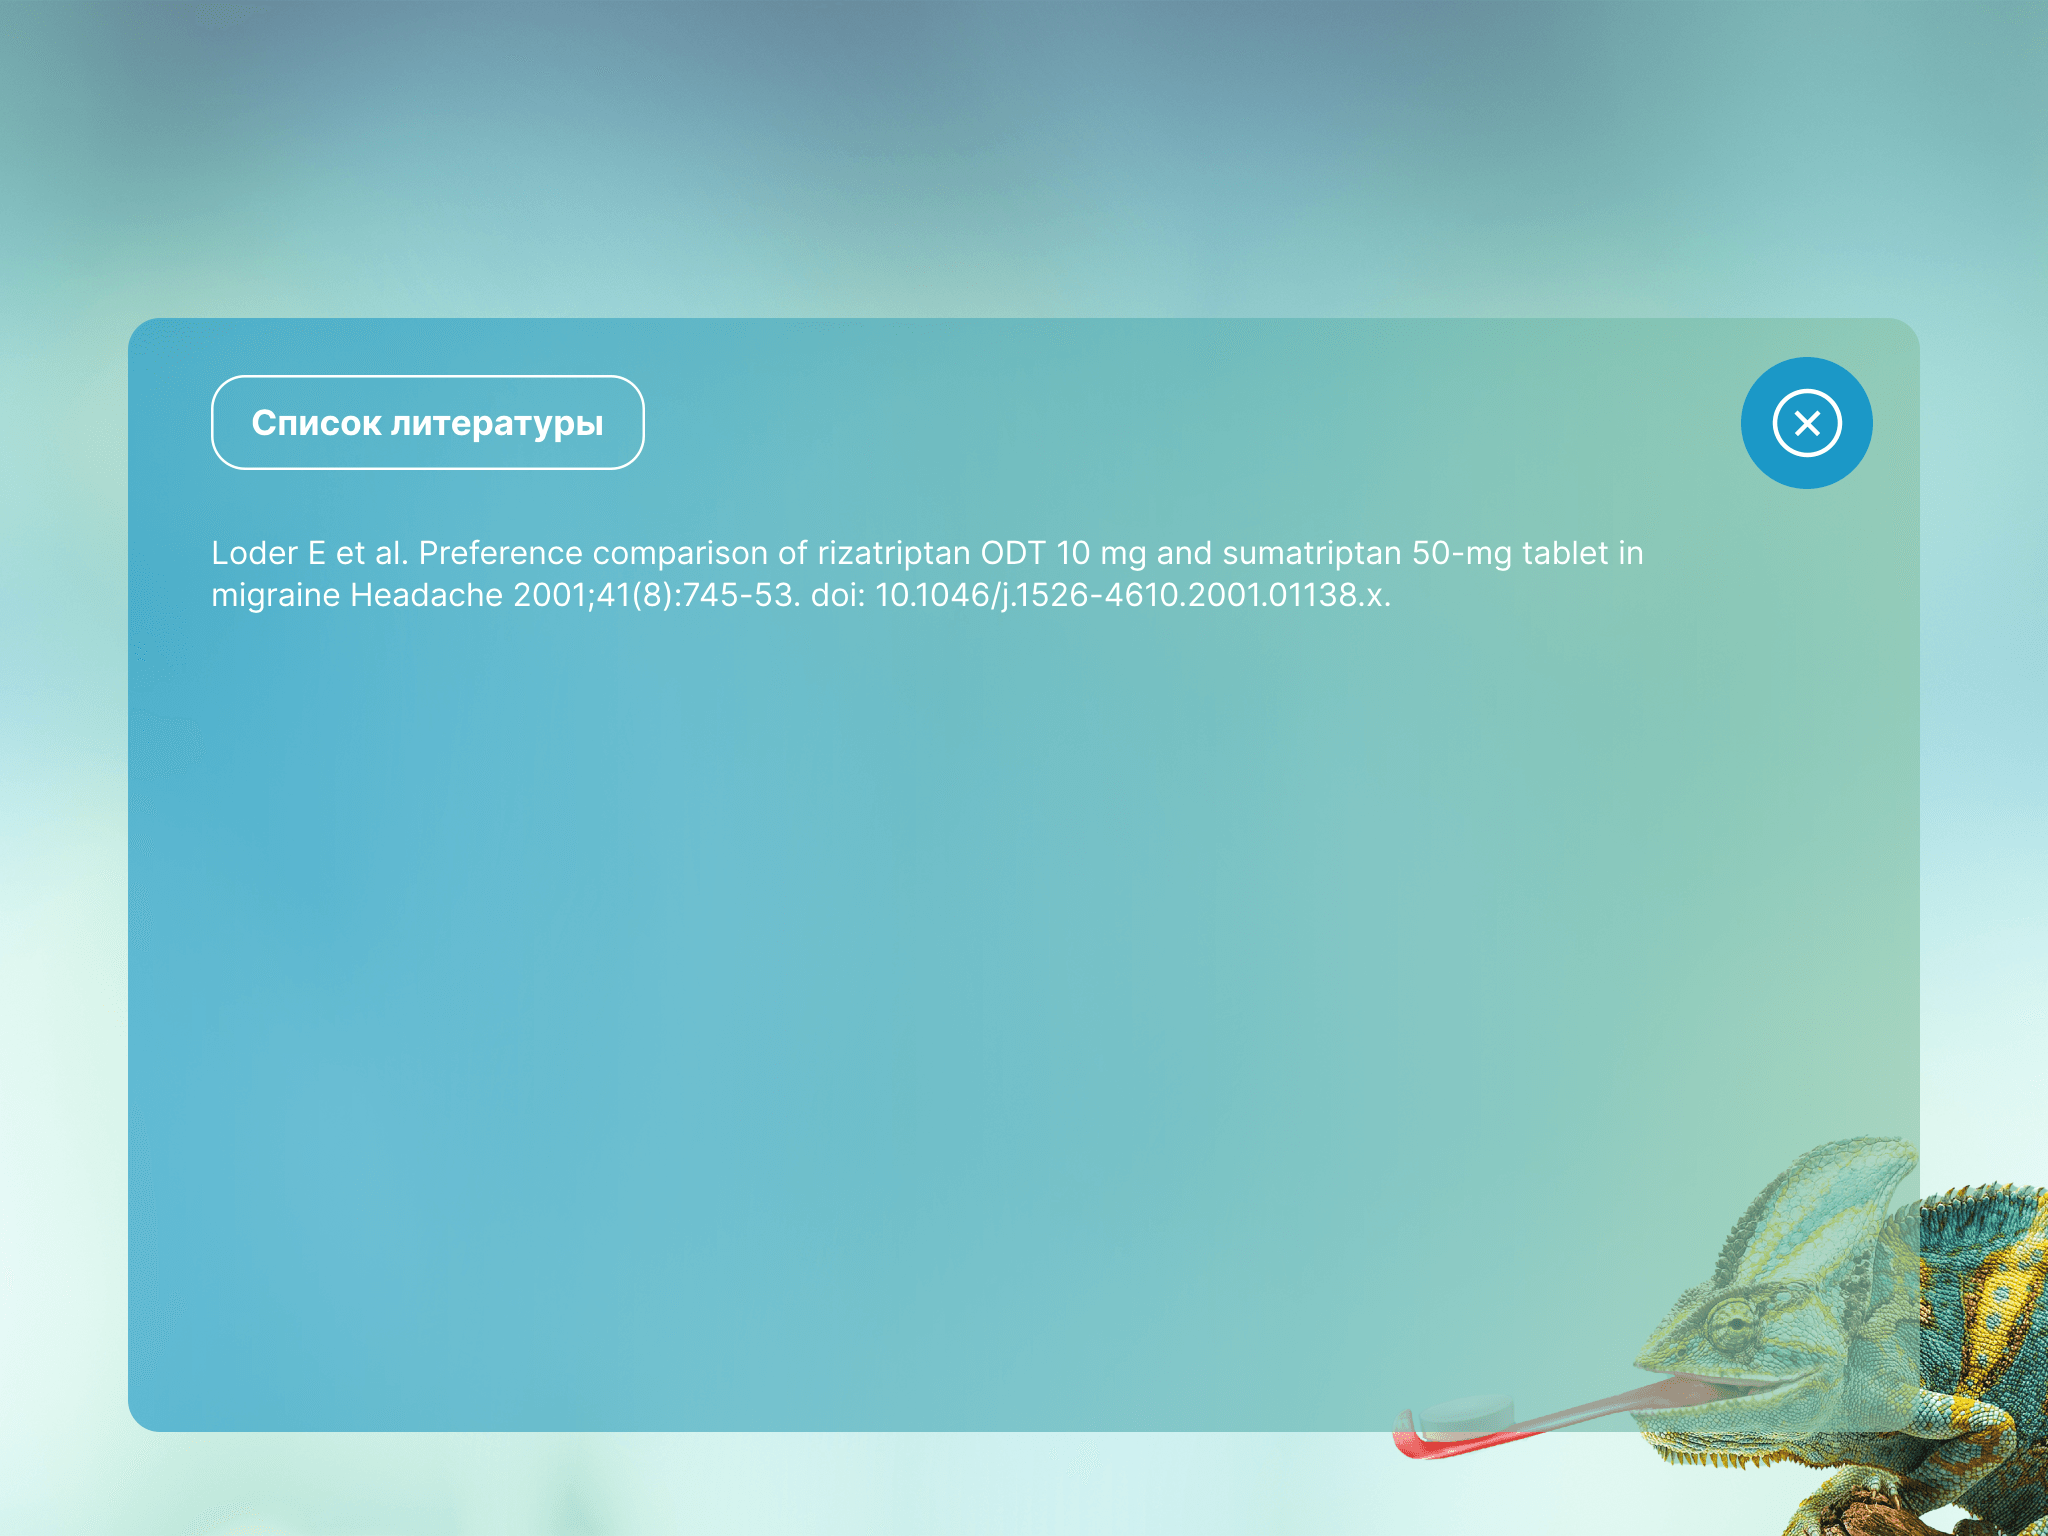 Список литературы
Loder E et al. Preference comparison of rizatriptan ODT 10 mg and sumatriptan 50-mg tablet in
migraine Headache 2001;41(8):745-53. doi: 10.1046/j.1526-4610.2001.01138.x.